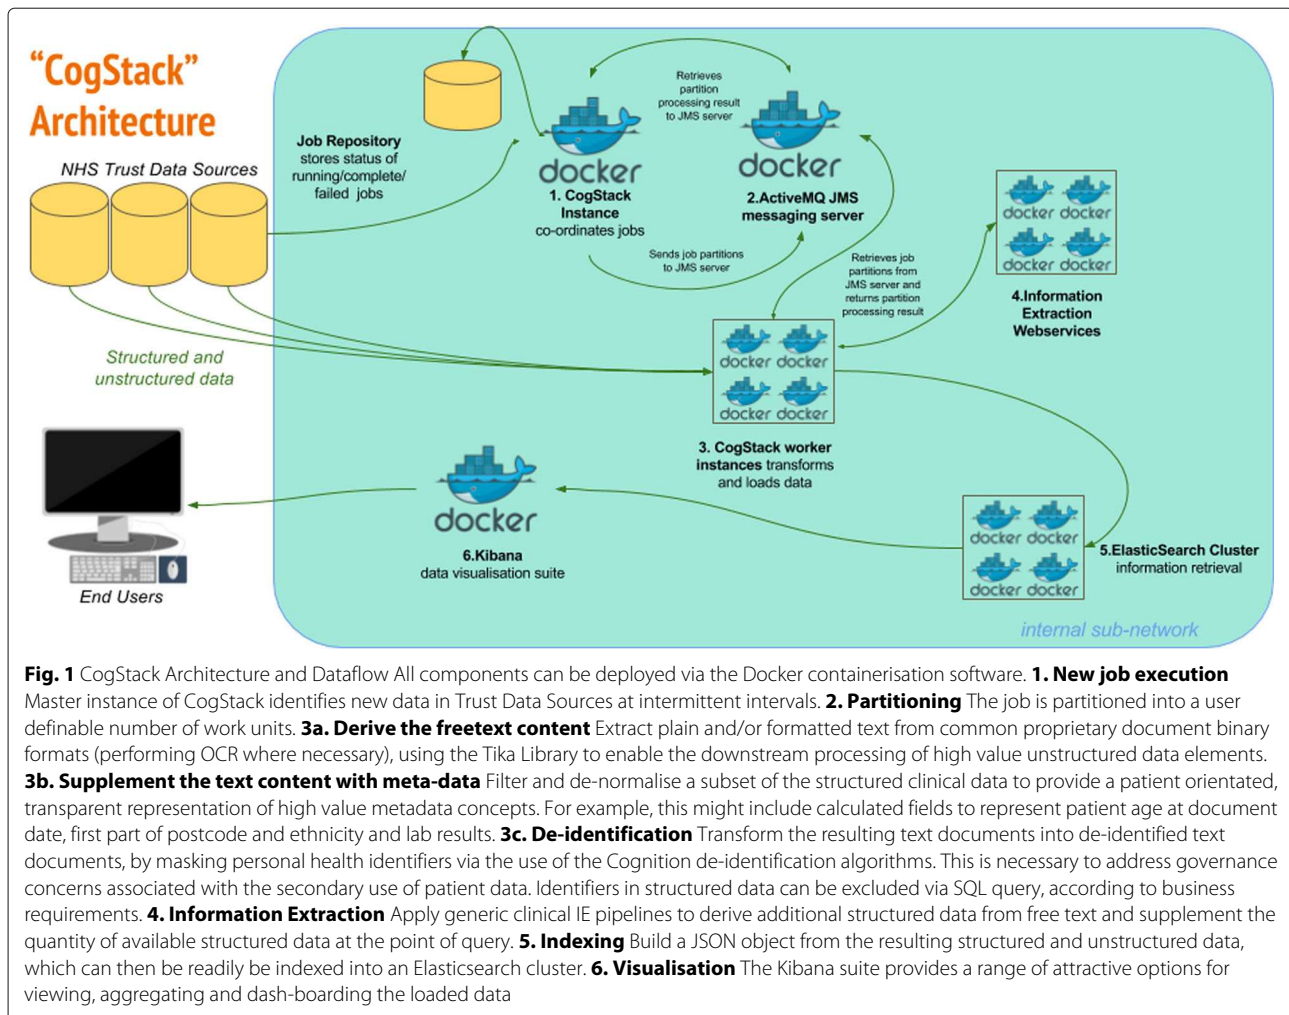 “CogStack”
Architecture
NHS Trust Data Sources
Job Repository
stores status of
running/complete/
failed jobs
docker
1. CogStack
Instance
co-ordinates jobs
Retrieves
partition
processing result
to JMS server
docker
2.ActiveMQ JMS
messaging server
Sends job partitions
to JMS server
Retrieves job
partitions from
JMS server and
returns partition
processing result
docker docker
docker docker
4.Information
Extraction
Webservices
Structured and
unstructured data
docker docker
docker docker
3. CogStack worker
instances transforms
and loads data
docker
6.Kibana
data visualisation suite
docker docker
docker docker
5.ElasticSearch Cluster
information retrieval
End Users
internal sub-network
Fig. 1 CogStack Architecture and Dataflow All components can be deployed via the Docker containerisation software. 1. New job execution
Master instance of CogStack identifies new data in Trust Data Sources at intermittent intervals. 2. Partitioning The job is partitioned into a user
definable number of work units. 3a. Derive the freetext content Extract plain and/or formatted text from common proprietary document binary
formats (performing OCR where necessary), using the Tika Library to enable the downstream processing of high value unstructured data elements.
3b. Supplement the text content with meta-data Filter and de-normalise a subset of the structured clinical data to provide a patient orientated,
transparent representation of high value metadata concepts. For example, this might include calculated fields to represent patient age at document
date, first part of postcode and ethnicity and lab results. 3c. De-identification Transform the resulting text documents into de-identified text
documents, by masking personal health identifiers via the use of the Cognition de-identification algorithms. This is necessary to address governance
concerns associated with the secondary use of patient data. Identifiers in structured data can be excluded via SQL query, according to business
requirements. 4. Information Extraction Apply generic clinical IE pipelines to derive additional structured data from free text and supplement the
quantity of available structured data at the point of query. 5. Indexing Build a JSON object from the resulting structured and unstructured data,
which can then be readily be indexed into an Elasticsearch cluster. 6. Visualisation The Kibana suite provides a range of attractive options for
viewing, aggregating and dash-boarding the loaded data